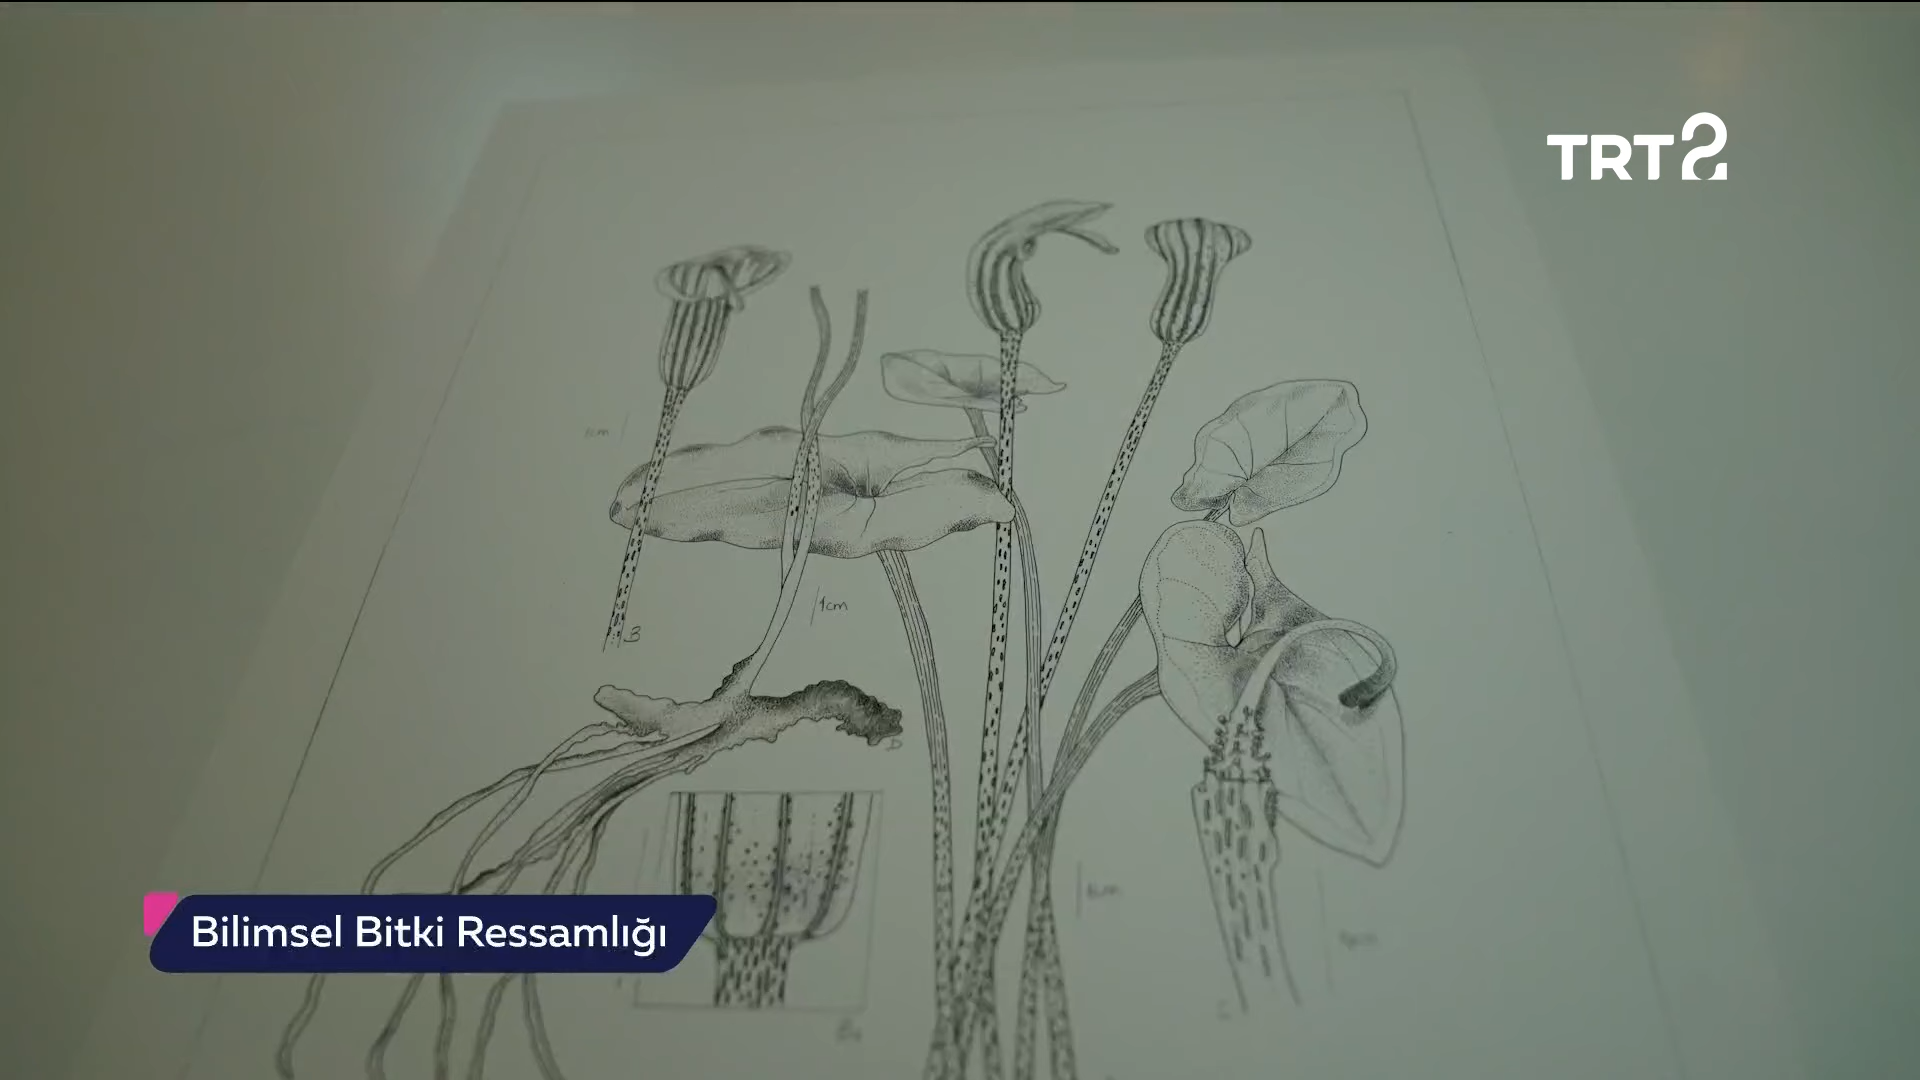 TRT2
1cm
1cm
B
D
Bilimsel Bitki Ressamlığı